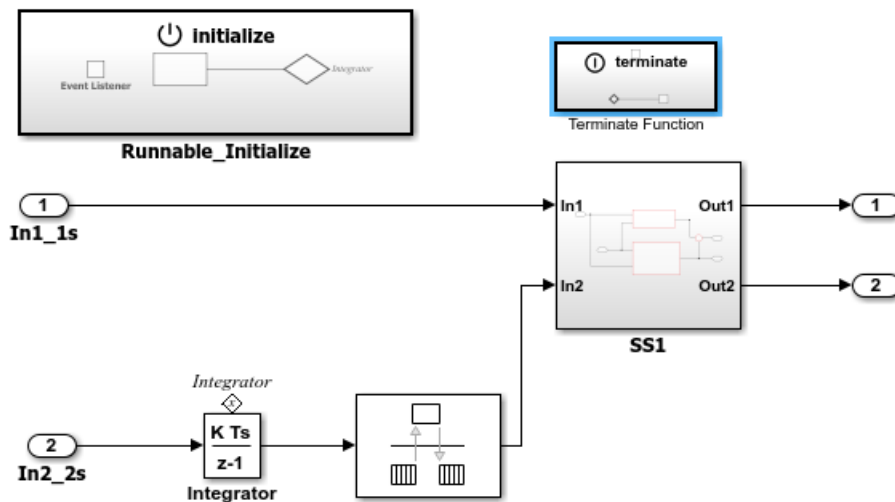 initialize
Event Listener
Integrator
Runnable_Initialize
terminate
Terminate Function
1
In1_1s
In1
Out1
1
In2
Out2
2
SS1
Integrator
x
2
In2_2s
K Ts
z-1
Integrator